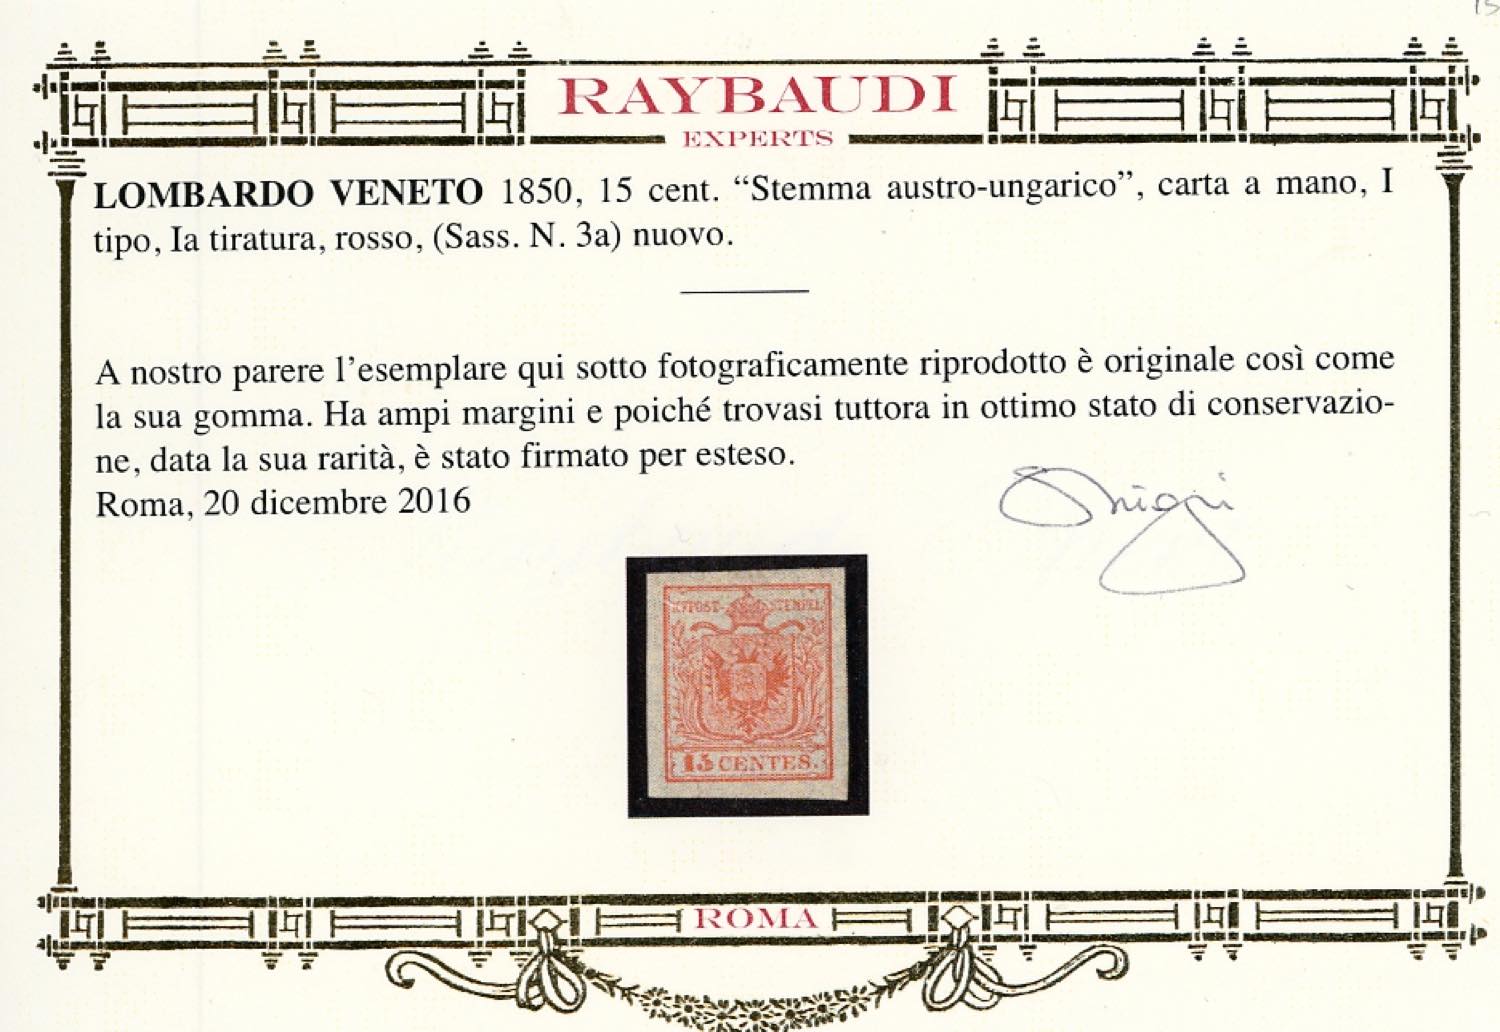 RAYBAUDI
EXPERTS
LOMBARDO VENETO 1850, 15 cent. “Stemma austro-ungarico”, carta a mano, I
tipo, Ia tiratura, rosso, (Sass. N. 3a) nuovo.
A nostro parere l’esemplare qui sotto fotograficamente riprodotto è originale così come
la sua gomma. Ha ampi margini e poiché trovasi tuttora in ottimo stato di conservazio-
ne, data la sua rarità, è stato firmato per esteso.
Roma, 20 dicembre 2016
STEMPEL
15 CENTES.
ROMA